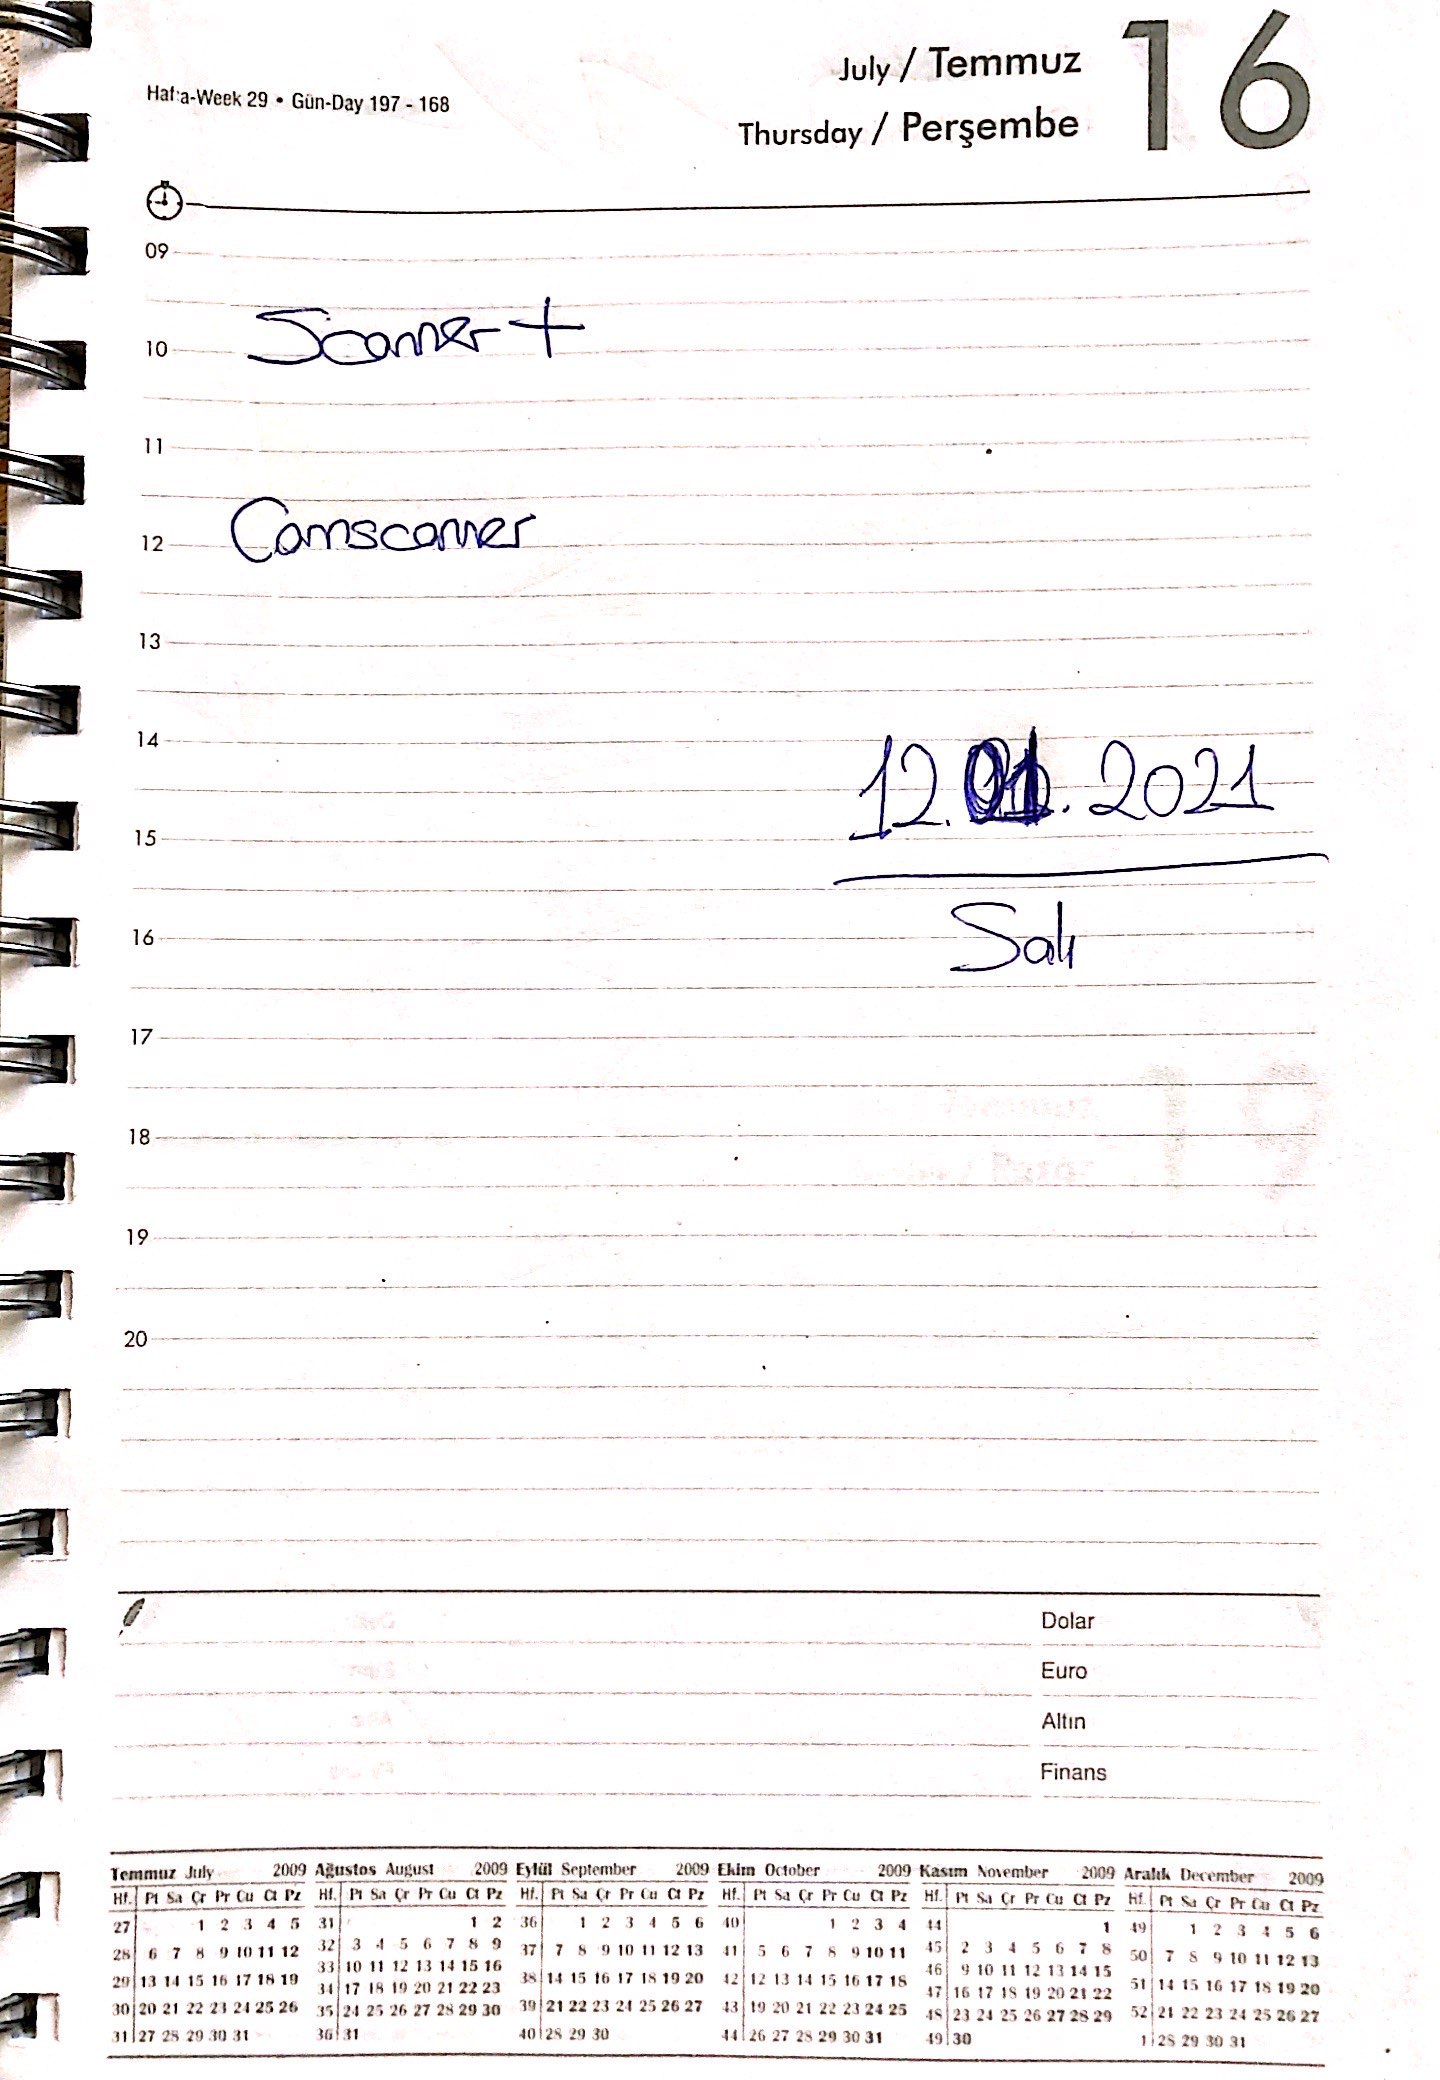 July / Temmuz 16
Hafta-Week 29 • Gün-Day 197 - 168
Thursday / Perşembe
09
Scanner +
10
11
Camscanner
12
13
14
12.01.2021
15
Salı
16
17
18
19
20
Dolar
Euro
Altın
Finans
Temmuz July 2009 Ağustos August 2009 Eylül September 2009 Ekim October 2009 Kasım November 2009 Aralık December 2009
Hf. Pt Sa Çr Pr Cu Ct Pz Hf. Pt Sa Çr Pr Cu Ct Pz Hf. Pt Sa Çr Pr Cu Ct Pz Hf. Pt Sa Çr Pr Cu Ct Pz Hf. Pt Sa Çr Pr Cu Ct Pz Hf. Pt Sa Çr Pr Cu Ct Pz
27 1 2 3 4 5 31 1 2 36 1 2 3 4 5 6 40 1 2 3 4 44 1 49 1 2 3 4 5 6
28 6 7 8 9 10 11 12 32 3 4 5 6 7 8 9 37 7 8 9 10 11 12 13 41 5 6 7 8 9 10 11 45 2 3 4 5 6 7 8 50 7 8 9 10 11 12 13
29 13 14 15 16 17 18 19 33 10 11 12 13 14 15 16 38 14 15 16 17 18 19 20 42 12 13 14 15 16 17 18 46 9 10 11 12 13 14 15 51 14 15 16 17 18 19 20
30 20 21 22 23 24 25 26 34 17 18 19 20 21 22 23 39 21 22 23 24 25 26 27 43 19 20 21 22 23 24 25 47 16 17 18 19 20 21 22 52 21 22 23 24 25 26 27
31 27 28 29 30 31 35 24 25 26 27 28 29 30 40 28 29 30 44 26 27 28 29 30 31 48 23 24 25 26 27 28 29 1 28 29 30 31
36 31 49 30